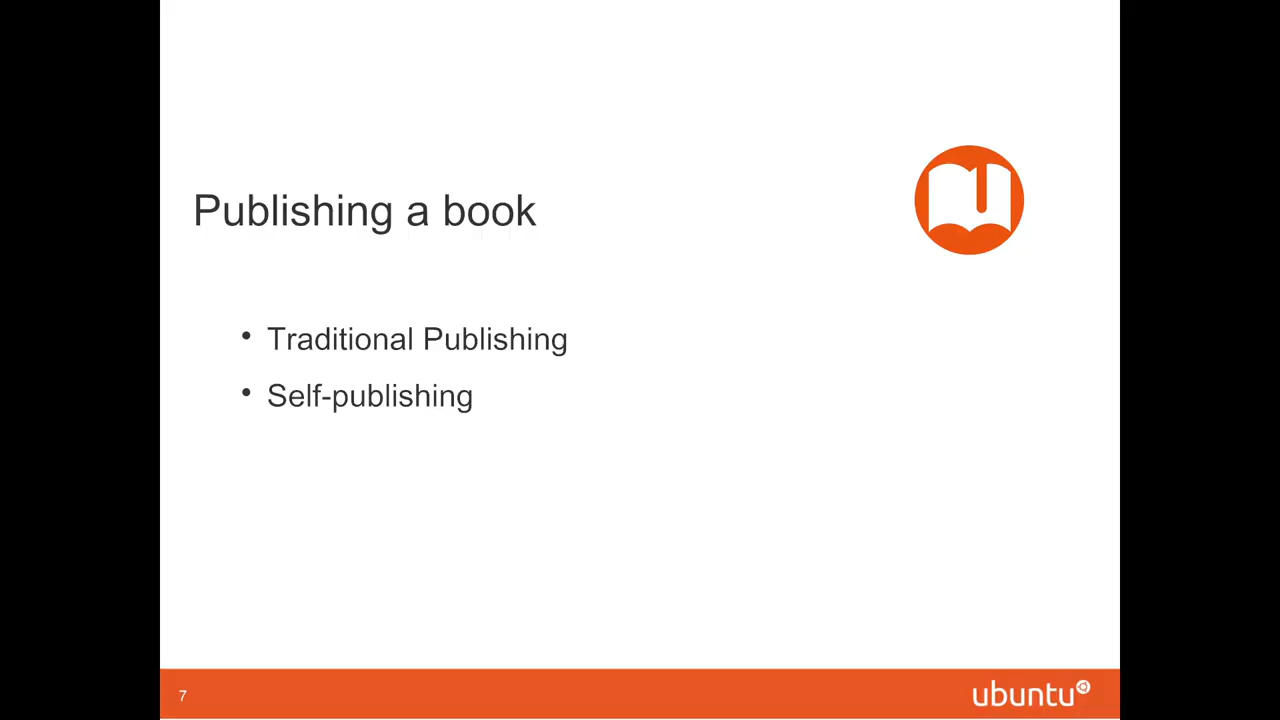 Publishing a book
• Traditional Publishing
• Self-publishing
7
ubuntu